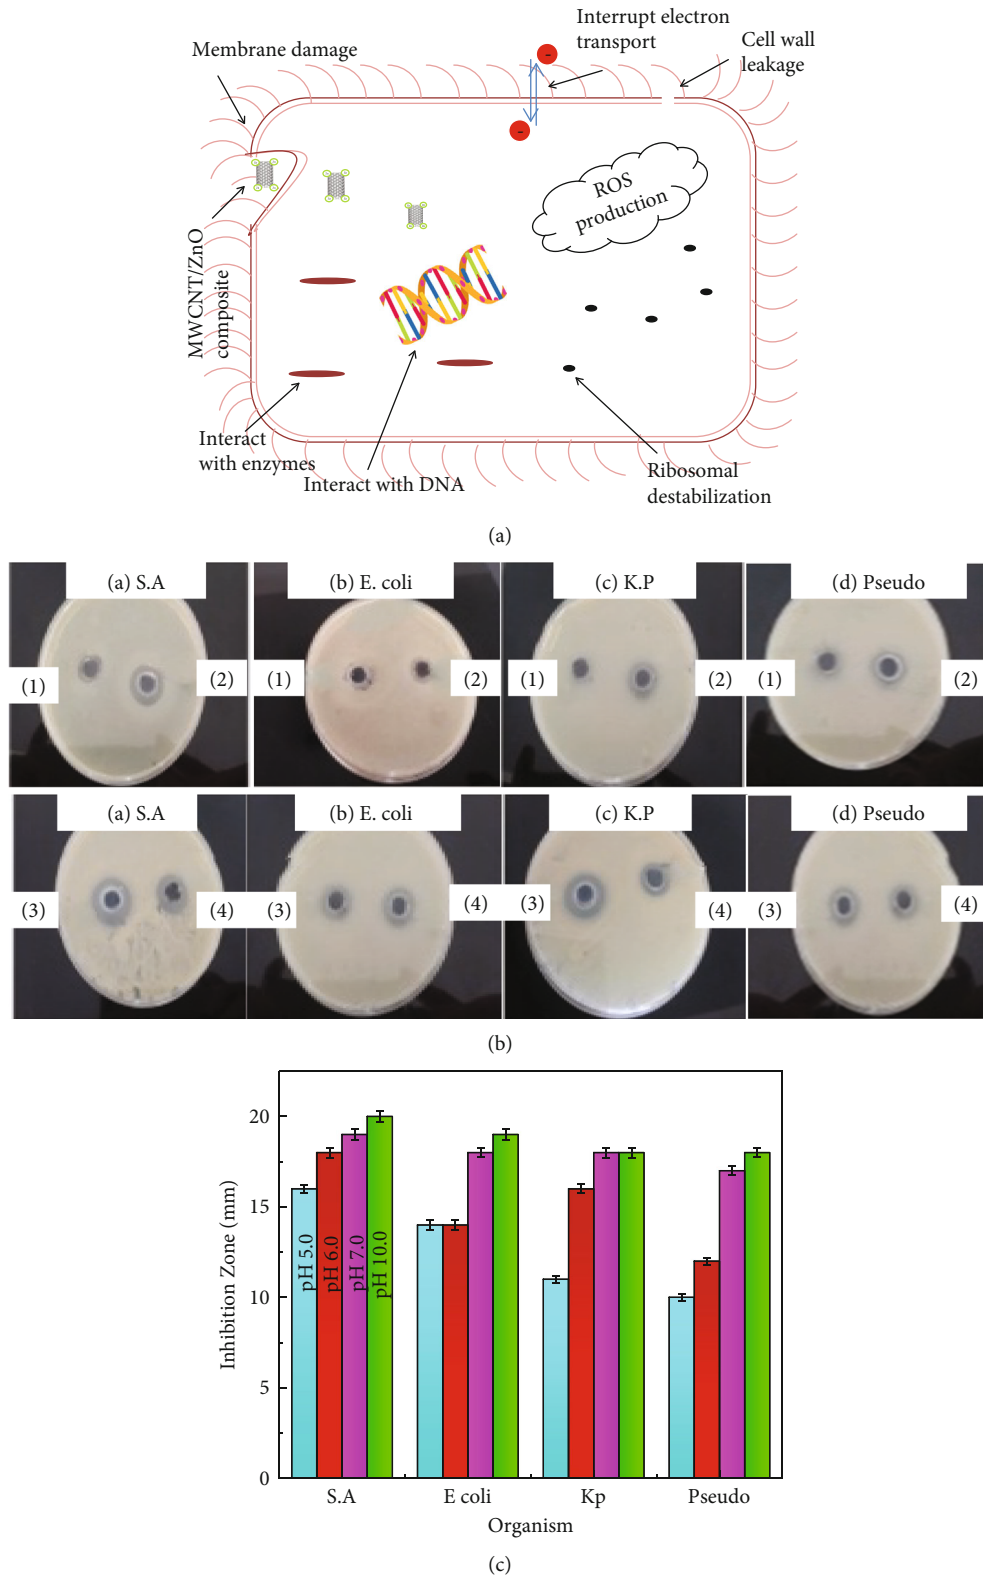 Interrupt electron
transport
Membrane damage
Cell wall
leakage
-
-
ROS
production
MWCNT/ZnO
composite
Interact
with enzymes
Interact with DNA
Ribosomal
destabilization
(a)
(a) S.A
(b) E. coli
(c) K.P
(d) Pseudo
(1)
(2)
(1)
(2)
(1)
(2)
(1)
(2)
(a) S.A
(b) E. coli
(c) K.P
(d) Pseudo
(3)
(4)
(3)
(4)
(3)
(4)
(3)
(4)
(b)
20
15
10
5
0
Inhibition Zone (mm)
pH 5.0
pH 6.0
pH 7.0
pH 10.0
S.A
E coli
Kp
Pseudo
Organism
(c)